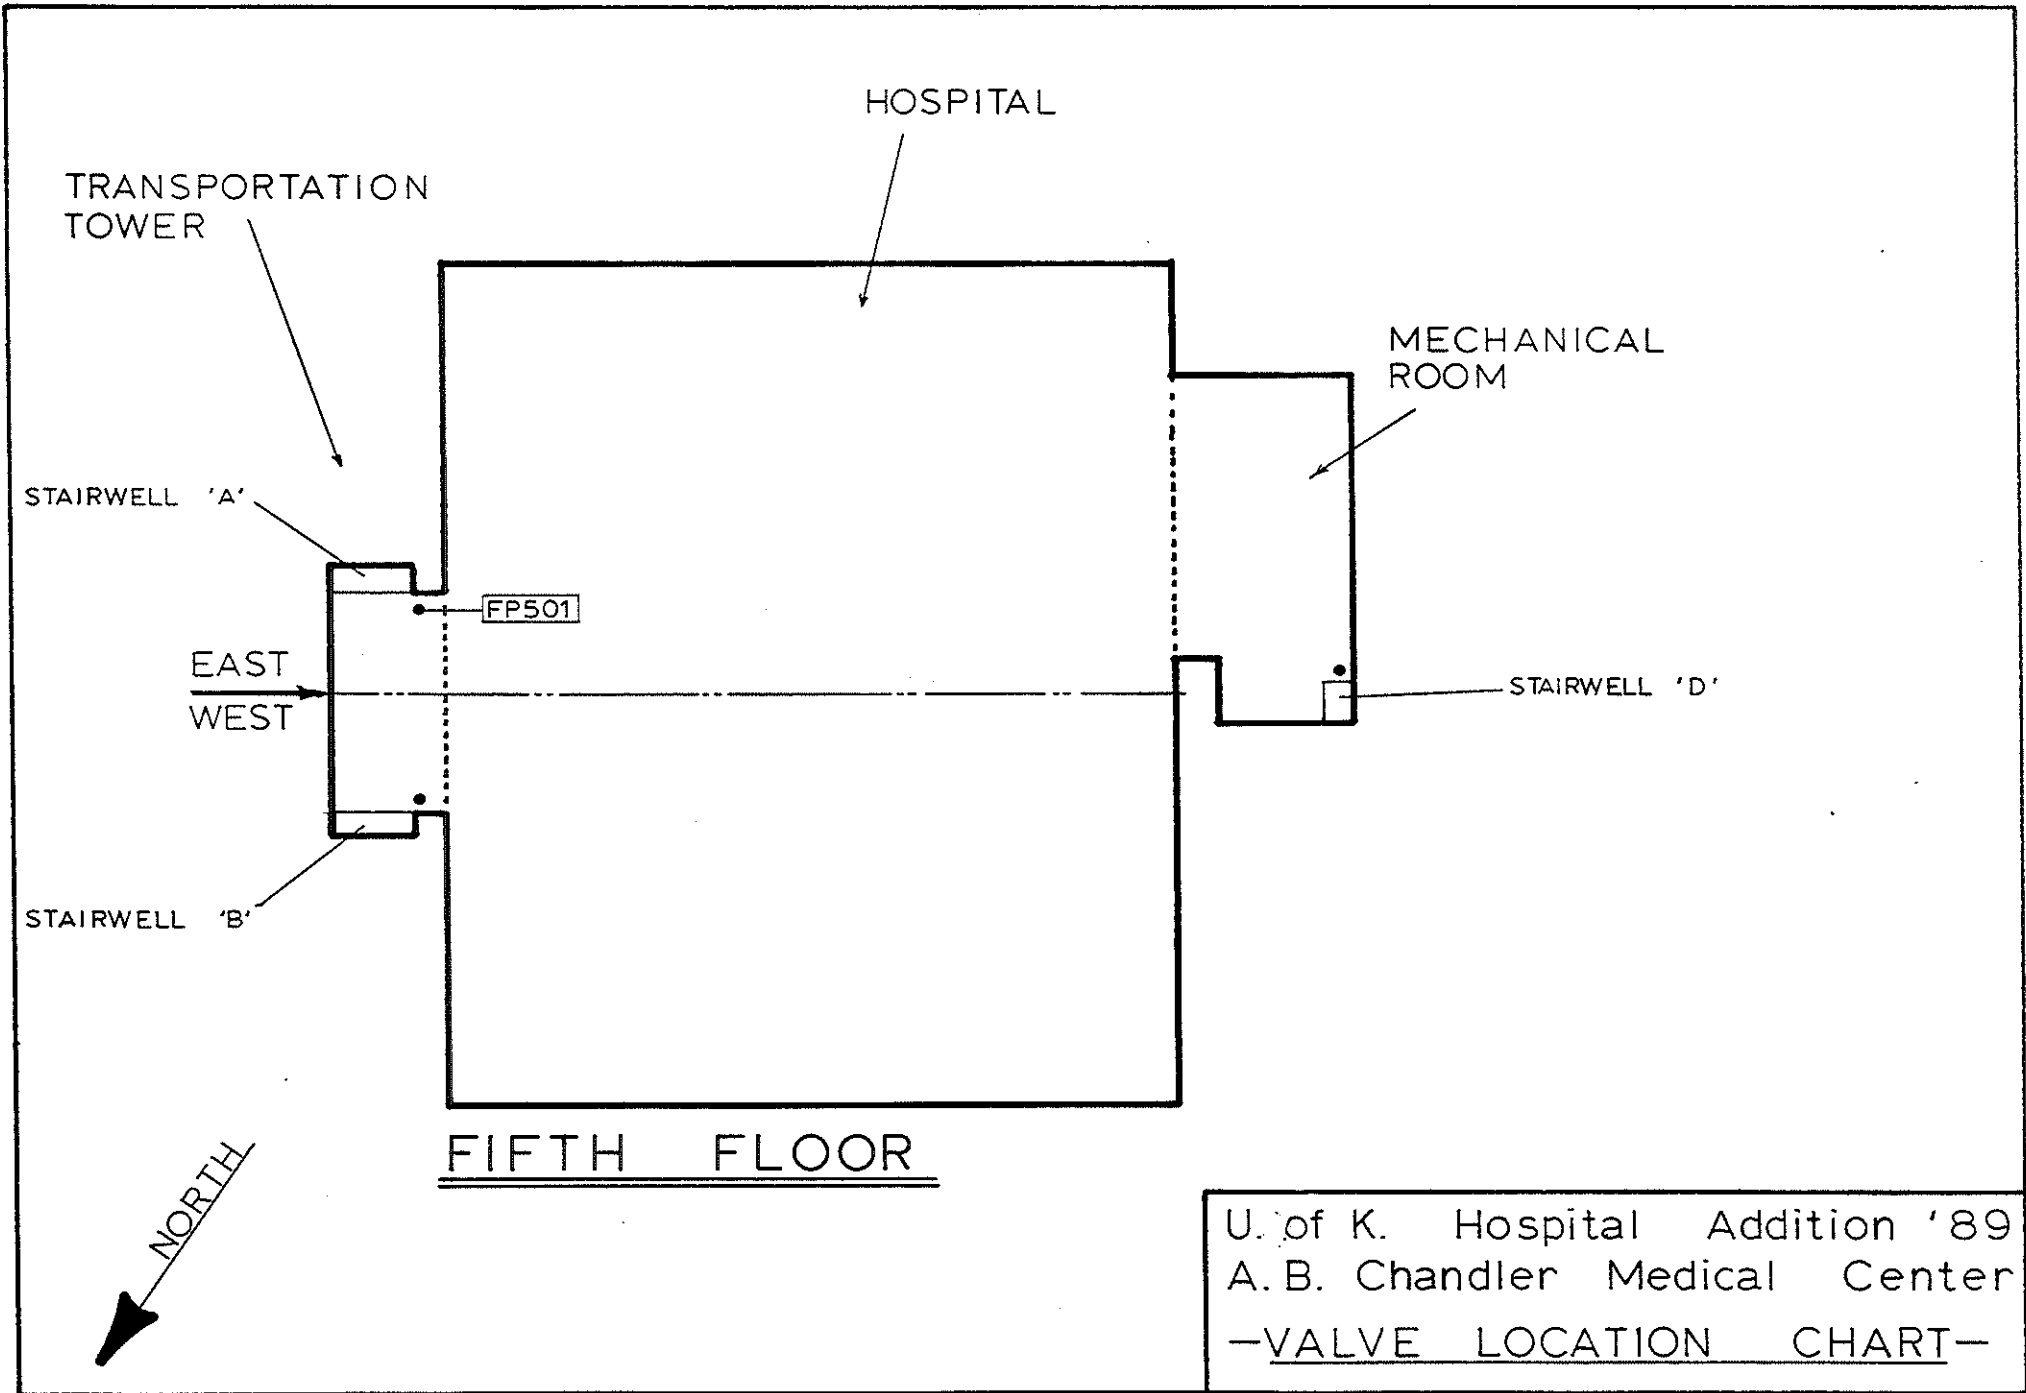 HOSPITAL
TRANSPORTATION
TOWER
MECHANICAL
ROOM
STAIRWELL 'A'
FP501
EAST
WEST
STAIRWELL 'D'
STAIRWELL 'B'
FIFTH FLOOR
NORTH
U. of K. Hospital Addition '89
A.B. Chandler Medical Center
-VALVE LOCATION CHART-